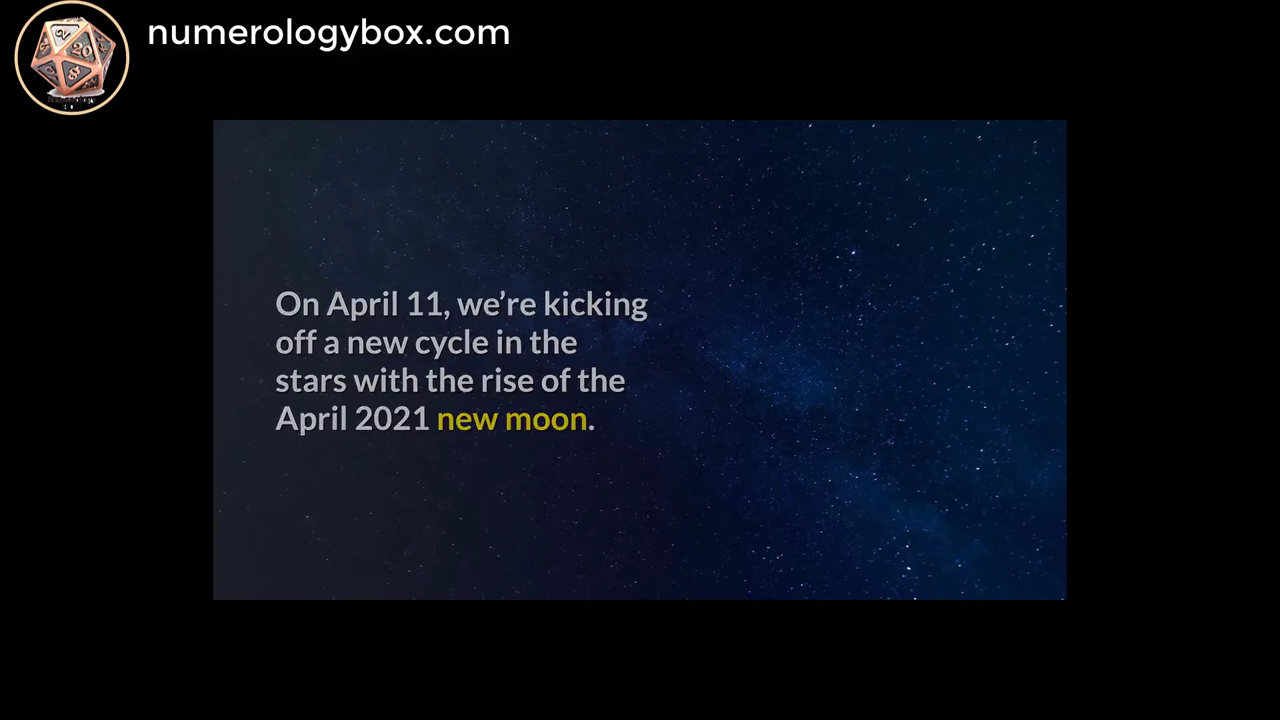 numerologybox.com
20
On April 11, we’re kicking
off a new cycle in the
stars with the rise of the
April 2021 new moon.